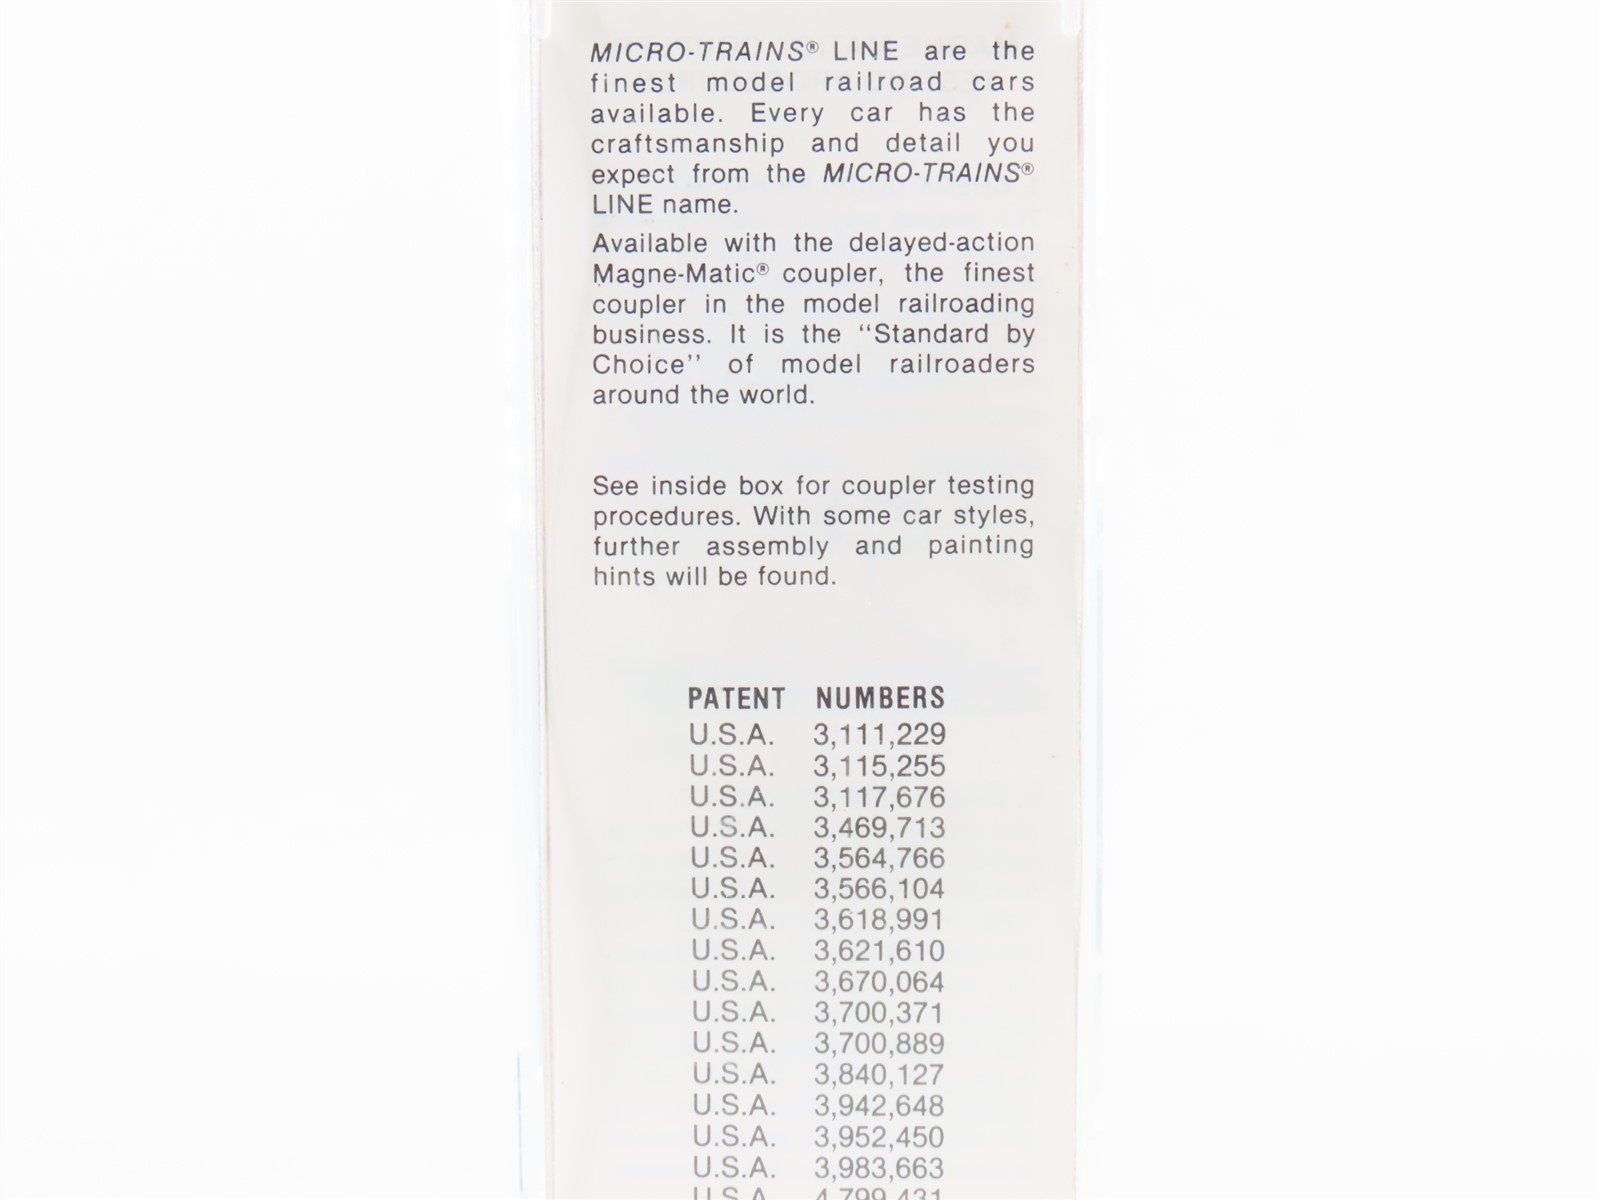 MICRO-TRAINS® LINE are the
finest model railroad cars
available. Every car has the
craftsmanship and detail you
expect from the MICRO-TRAINS®
LINE name.
Available with the delayed-action
Magne-Matic® coupler, the finest
coupler in the model railroading
business. It is the “Standard by
Choice” of model railroaders
around the world.
See inside box for coupler testing
procedures. With some car styles,
further assembly and painting
hints will be found.
PATENT NUMBERS
U.S.A. 3,111,229
U.S.A. 3,115,255
U.S.A. 3,117,676
U.S.A. 3,469,713
U.S.A. 3,564,766
U.S.A. 3,566,104
U.S.A. 3,618,991
U.S.A. 3,621,610
U.S.A. 3,670,064
U.S.A. 3,700,371
U.S.A. 3,700,889
U.S.A. 3,840,127
U.S.A. 3,942,648
U.S.A. 3,952,450
U.S.A. 3,983,663
U.S.A. 4,799,431